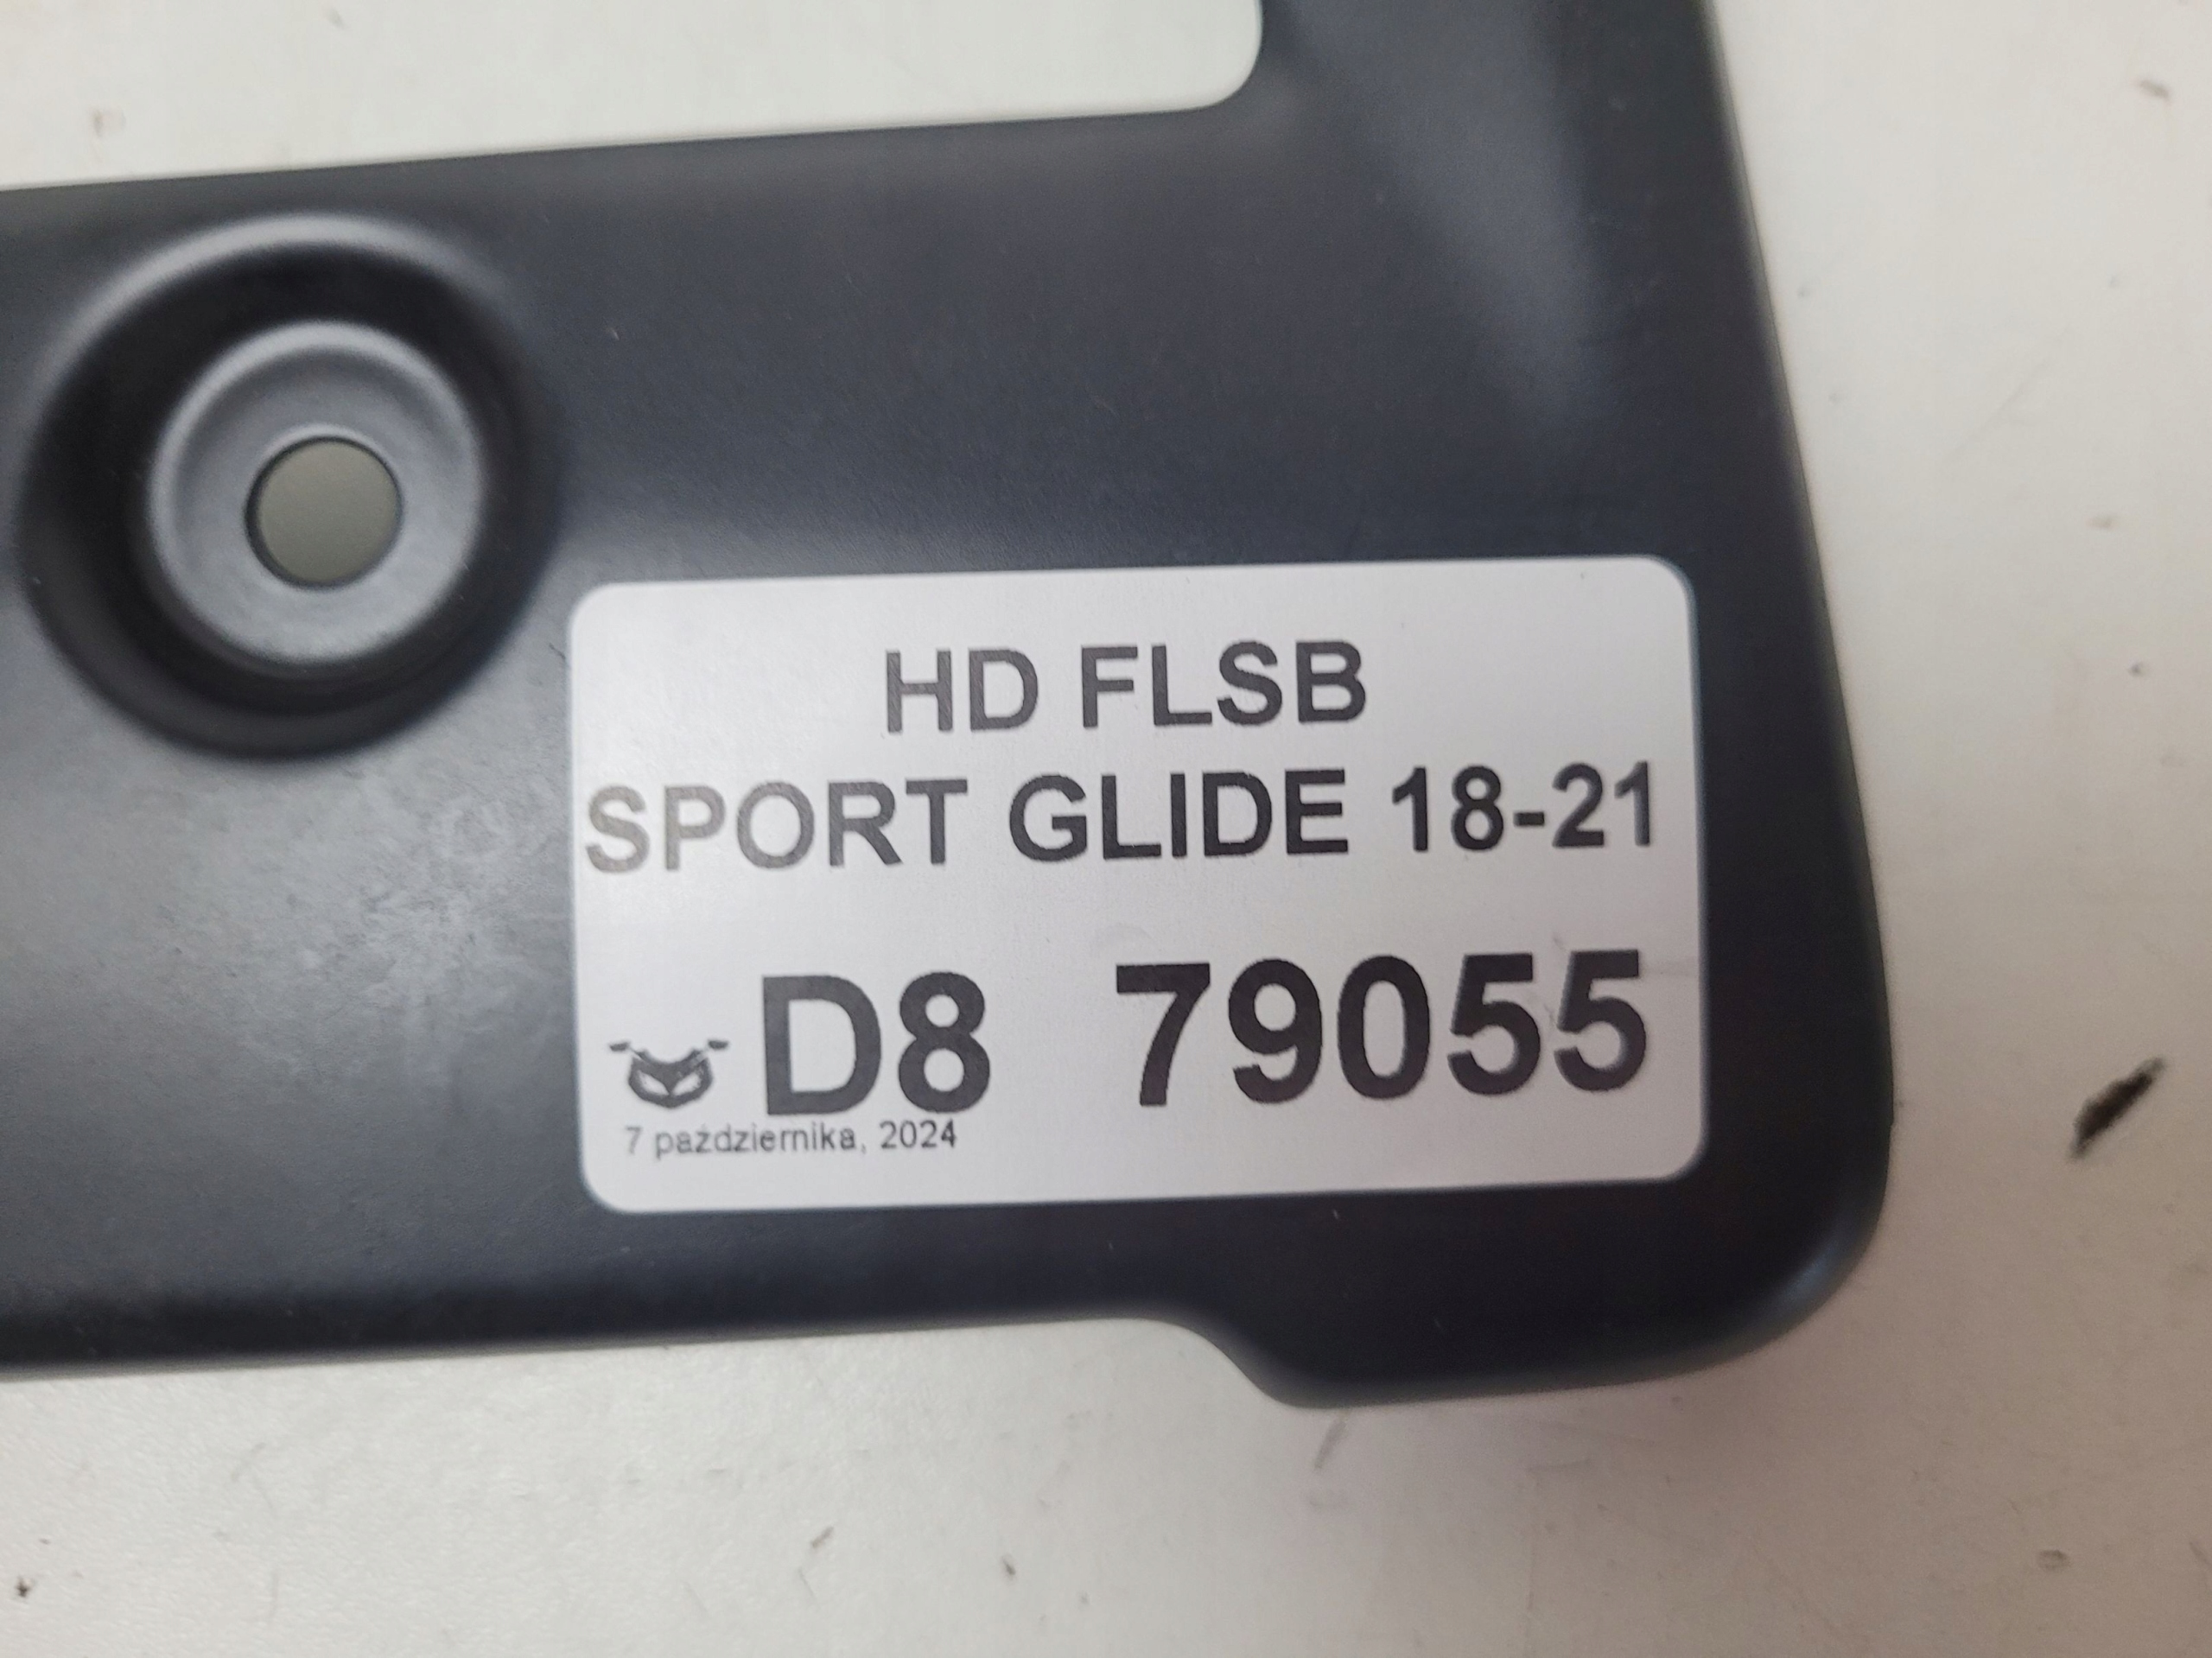 HD FLSB
SPORT GLIDE 18-21
D8 79055
7 października, 2024